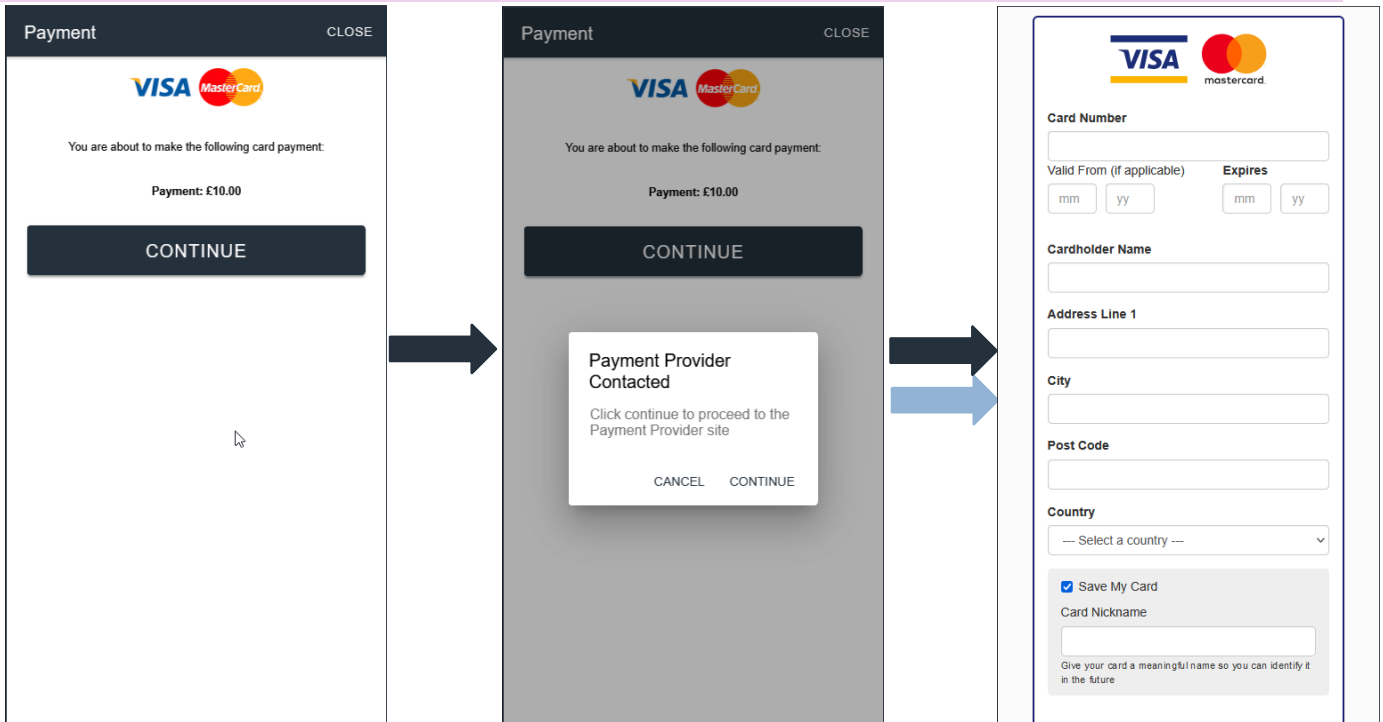 Payment
CLOSE
VISA MasterCard
You are about to make the following card payment:
Payment: £10.00
CONTINUE
Payment
CLOSE
VISA MasterCard
You are about to make the following card payment:
Payment: £10.00
CONTINUE
Payment Provider
Contacted
Click continue to proceed to the
Payment Provider site
CANCEL CONTINUE
VISA mastercard.
Card Number
Valid From (if applicable) Expires
mm yy mm yy
Cardholder Name
Address Line 1
City
Post Code
Country
--- Select a country ---
Save My Card
Card Nickname
Give your card a meaningful name so you can identify it
in the future